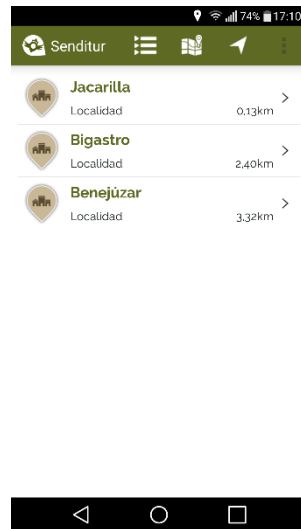 74% 17:10
Senditur
Jacarilla
Localidad 0,13km
Bigastro
Localidad 2,40km
Benejúzar
Localidad 3,32km